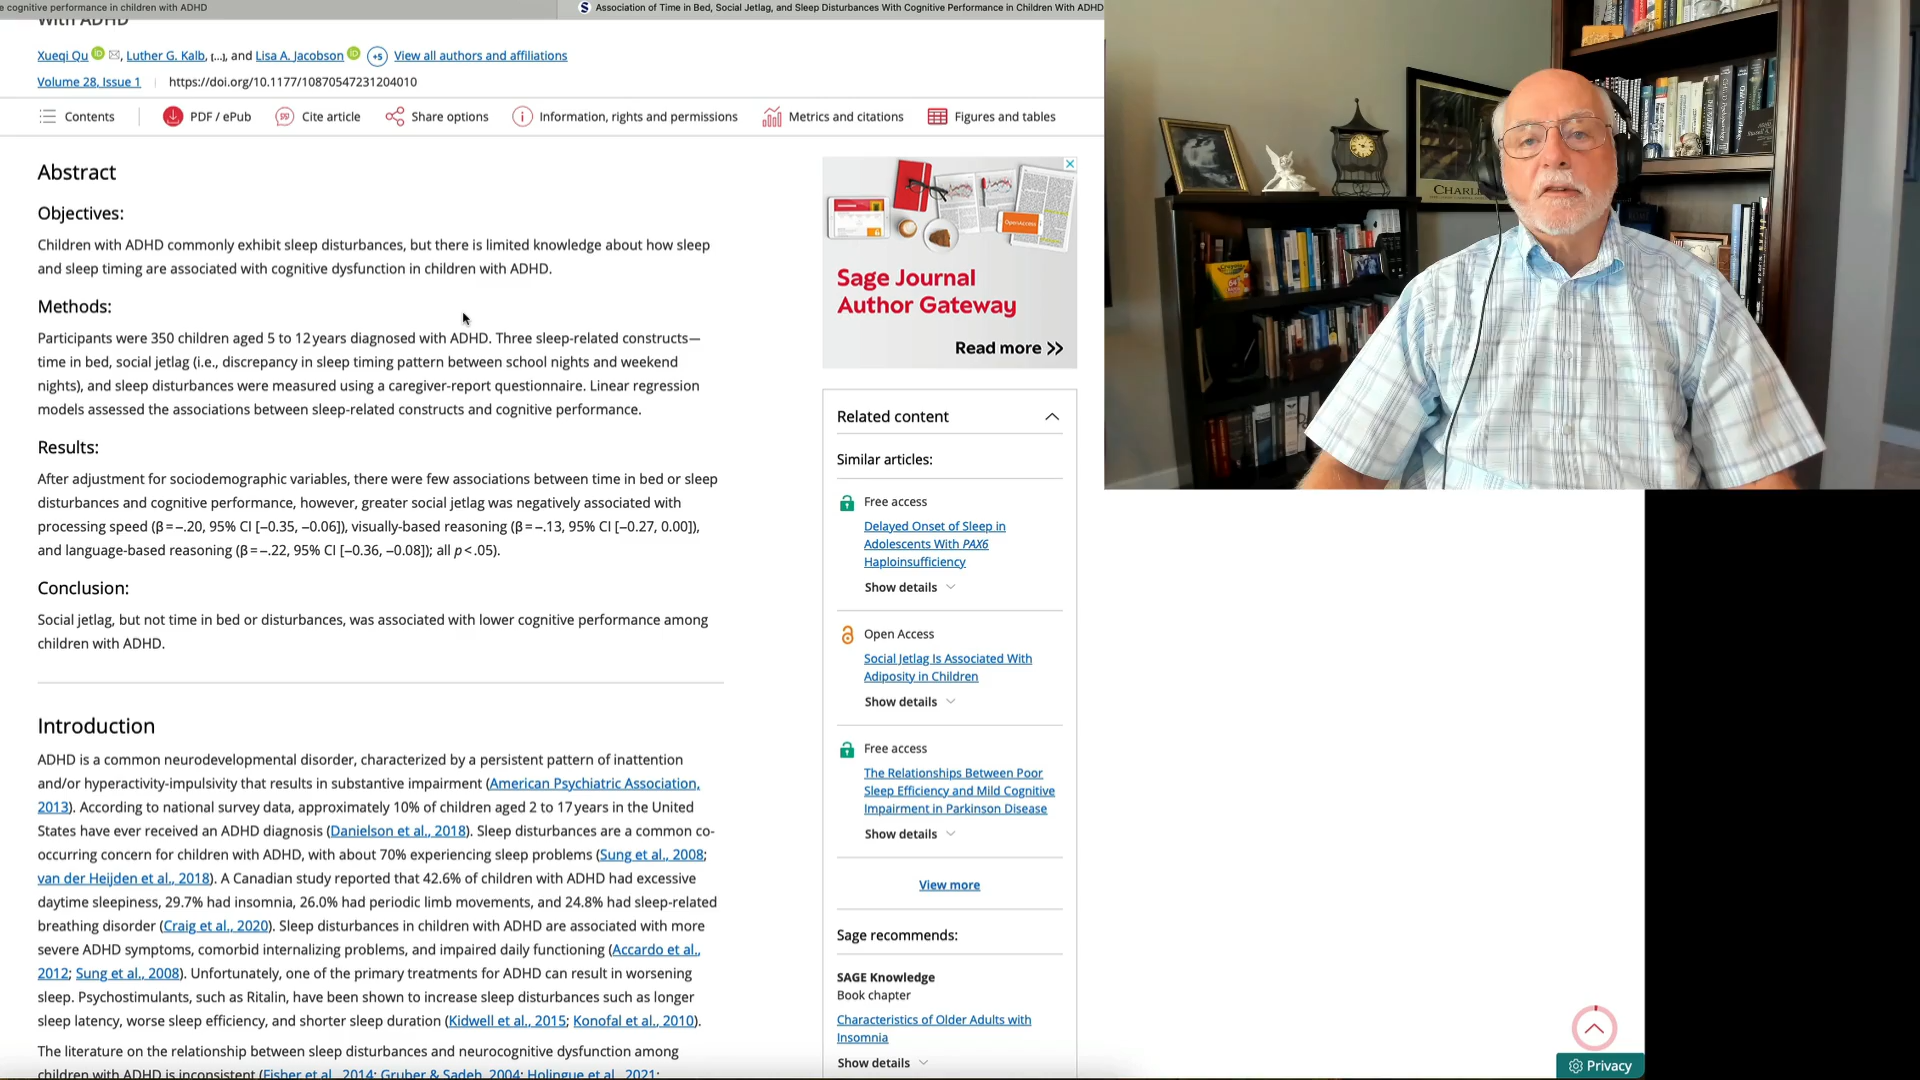 e cognitive performance in children with ADHD
Association of Time in Bed, Social Jetlag, and Sleep Disturbances With Cognitive Performance in Children With ADHD
With ADHD
Xueqi Qu, Luther G. Kalb, [...], and Lisa A. Jacobson +5 View all authors and affiliations
Volume 28, Issue 1 https://doi.org/10.1177/10870547231204010
Contents PDF / ePub Cite article Share options Information, rights and permissions Metrics and citations Figures and tables
Abstract
Objectives:
Children with ADHD commonly exhibit sleep disturbances, but there is limited knowledge about how sleep
and sleep timing are associated with cognitive dysfunction in children with ADHD.
Methods:
Participants were 350 children aged 5 to 12 years diagnosed with ADHD. Three sleep-related constructs—
time in bed, social jetlag (i.e., discrepancy in sleep timing pattern between school nights and weekend
nights), and sleep disturbances were measured using a caregiver-report questionnaire. Linear regression
models assessed the associations between sleep-related constructs and cognitive performance.
Results:
After adjustment for sociodemographic variables, there were few associations between time in bed or sleep
disturbances and cognitive performance, however, greater social jetlag was negatively associated with
processing speed (β = −.20, 95% CI [−0.35, −0.06]), visually-based reasoning (β = −.13, 95% CI [−0.27, 0.00]),
and language-based reasoning (β = −.22, 95% CI [−0.36, −0.08]); all p < .05).
Conclusion:
Social jetlag, but not time in bed or disturbances, was associated with lower cognitive performance among
children with ADHD.
Introduction
ADHD is a common neurodevelopmental disorder, characterized by a persistent pattern of inattention
and/or hyperactivity-impulsivity that results in substantive impairment (American Psychiatric Association,
2013). According to national survey data, approximately 10% of children aged 2 to 17 years in the United
States have ever received an ADHD diagnosis (Danielson et al., 2018). Sleep disturbances are a common co-
occurring concern for children with ADHD, with about 70% experiencing sleep problems (Sung et al., 2008;
van der Heijden et al., 2018). A Canadian study reported that 42.6% of children with ADHD had excessive
daytime sleepiness, 29.7% had insomnia, 26.0% had periodic limb movements, and 24.8% had sleep-related
breathing disorder (Craig et al., 2020). Sleep disturbances in children with ADHD are associated with more
severe ADHD symptoms, comorbid internalizing problems, and impaired daily functioning (Accardo et al.,
2012; Sung et al., 2008). Unfortunately, one of the primary treatments for ADHD can result in worsening
sleep. Psychostimulants, such as Ritalin, have been shown to increase sleep disturbances such as longer
sleep latency, worse sleep efficiency, and shorter sleep duration (Kidwell et al., 2015; Konofal et al., 2010).
The literature on the relationship between sleep disturbances and neurocognitive dysfunction among
children with ADHD is inconsistent (Fisher et al., 2014; Gruber & Sadeh, 2004; Holingue et al., 2021;
Sage Journal
Author Gateway
Read more >>
Related content
Similar articles:
Free access
Delayed Onset of Sleep in
Adolescents With PAX6
Haploinsufficiency
Show details
Open Access
Social Jetlag Is Associated With
Adiposity in Children
Show details
Free access
The Relationships Between Poor
Sleep Efficiency and Mild Cognitive
Impairment in Parkinson Disease
Show details
View more
Sage recommends:
SAGE Knowledge
Book chapter
Characteristics of Older Adults with
Insomnia
Show details
Privacy